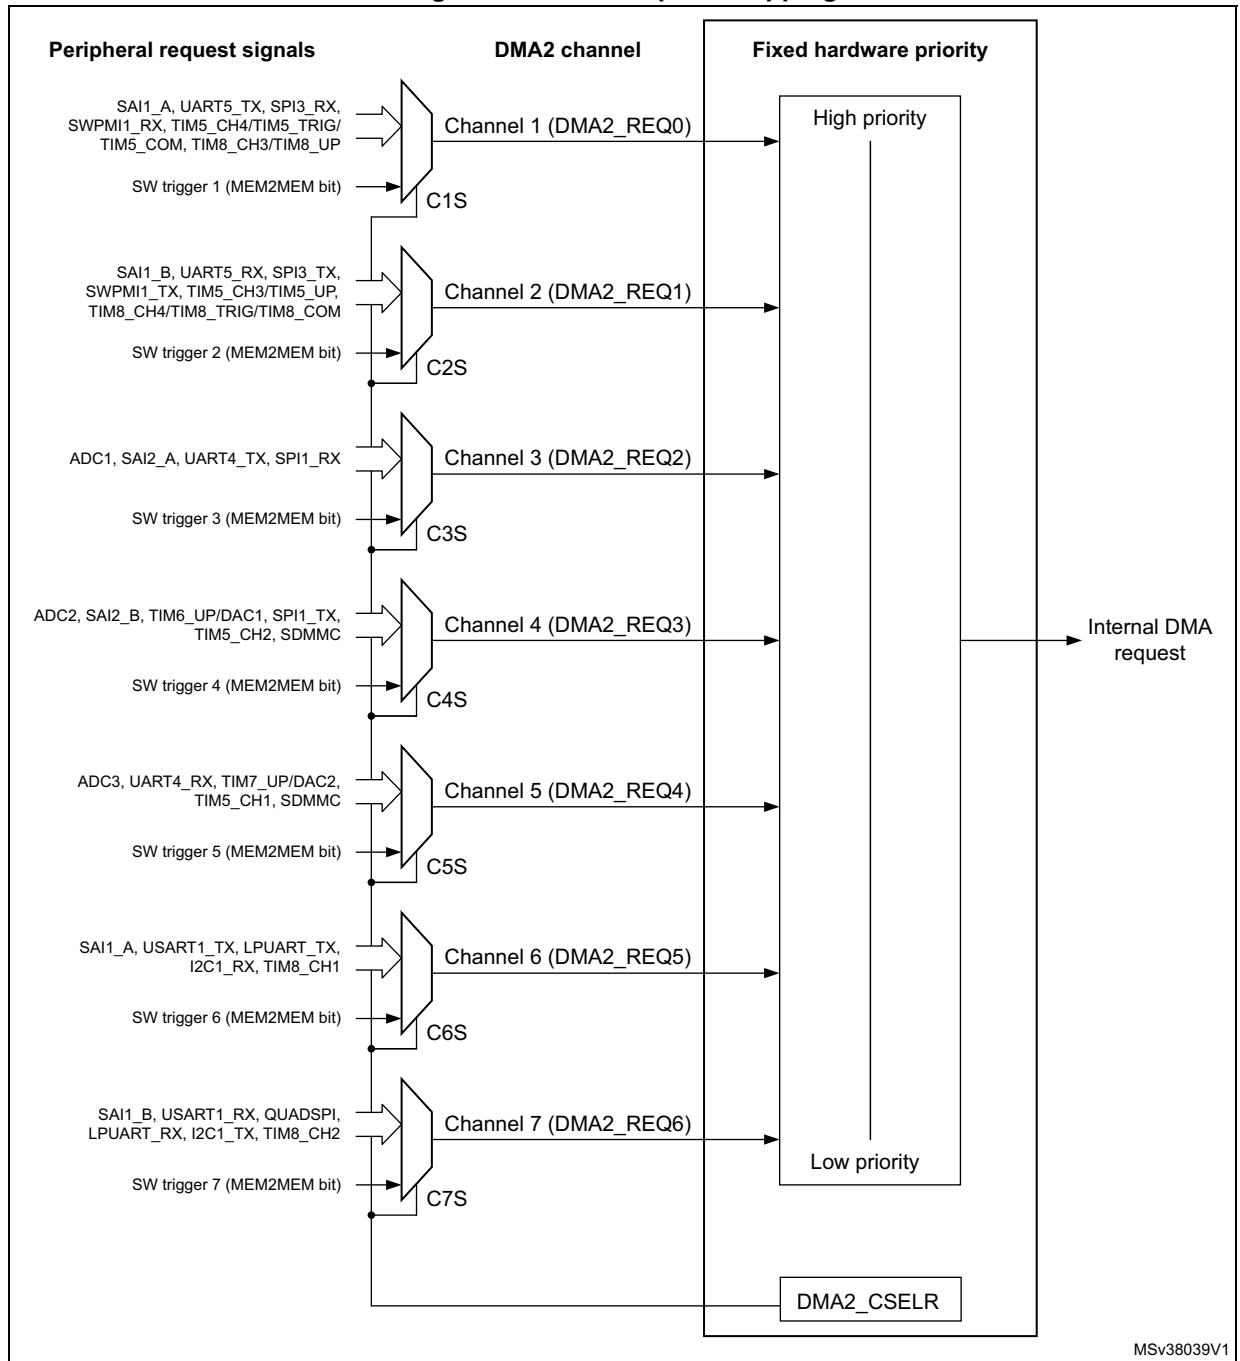 Peripheral request signals
DMA2 channel
Fixed hardware priority
High priority
SAI1_A, UART5_TX, SPI3_RX,
SWPMI1_RX, TIM5_CH4/TIM5_TRIG/
TIM5_COM, TIM8_CH3/TIM8_UP
Channel 1 (DMA2_REQ0)
SW trigger 1 (MEM2MEM bit)
C1S
SAI1_B, UART5_RX, SPI3_TX,
SWPMI1_TX, TIM5_CH3/TIM5_UP,
TIM8_CH4/TIM8_TRIG/TIM8_COM
Channel 2 (DMA2_REQ1)
SW trigger 2 (MEM2MEM bit)
C2S
ADC1, SAI2_A, UART4_TX, SPI1_RX
Channel 3 (DMA2_REQ2)
SW trigger 3 (MEM2MEM bit)
C3S
ADC2, SAI2_B, TIM6_UP/DAC1, SPI1_TX,
TIM5_CH2, SDMMC
Channel 4 (DMA2_REQ3)
Internal DMA
request
SW trigger 4 (MEM2MEM bit)
C4S
ADC3, UART4_RX, TIM7_UP/DAC2,
TIM5_CH1, SDMMC
Channel 5 (DMA2_REQ4)
SW trigger 5 (MEM2MEM bit)
C5S
SAI1_A, USART1_TX, LPUART_TX,
I2C1_RX, TIM8_CH1
Channel 6 (DMA2_REQ5)
SW trigger 6 (MEM2MEM bit)
C6S
SAI1_B, USART1_RX, QUADSPI,
LPUART_RX, I2C1_TX, TIM8_CH2
Channel 7 (DMA2_REQ6)
Low priority
SW trigger 7 (MEM2MEM bit)
C7S
DMA2_CSELR
MSv38039V1